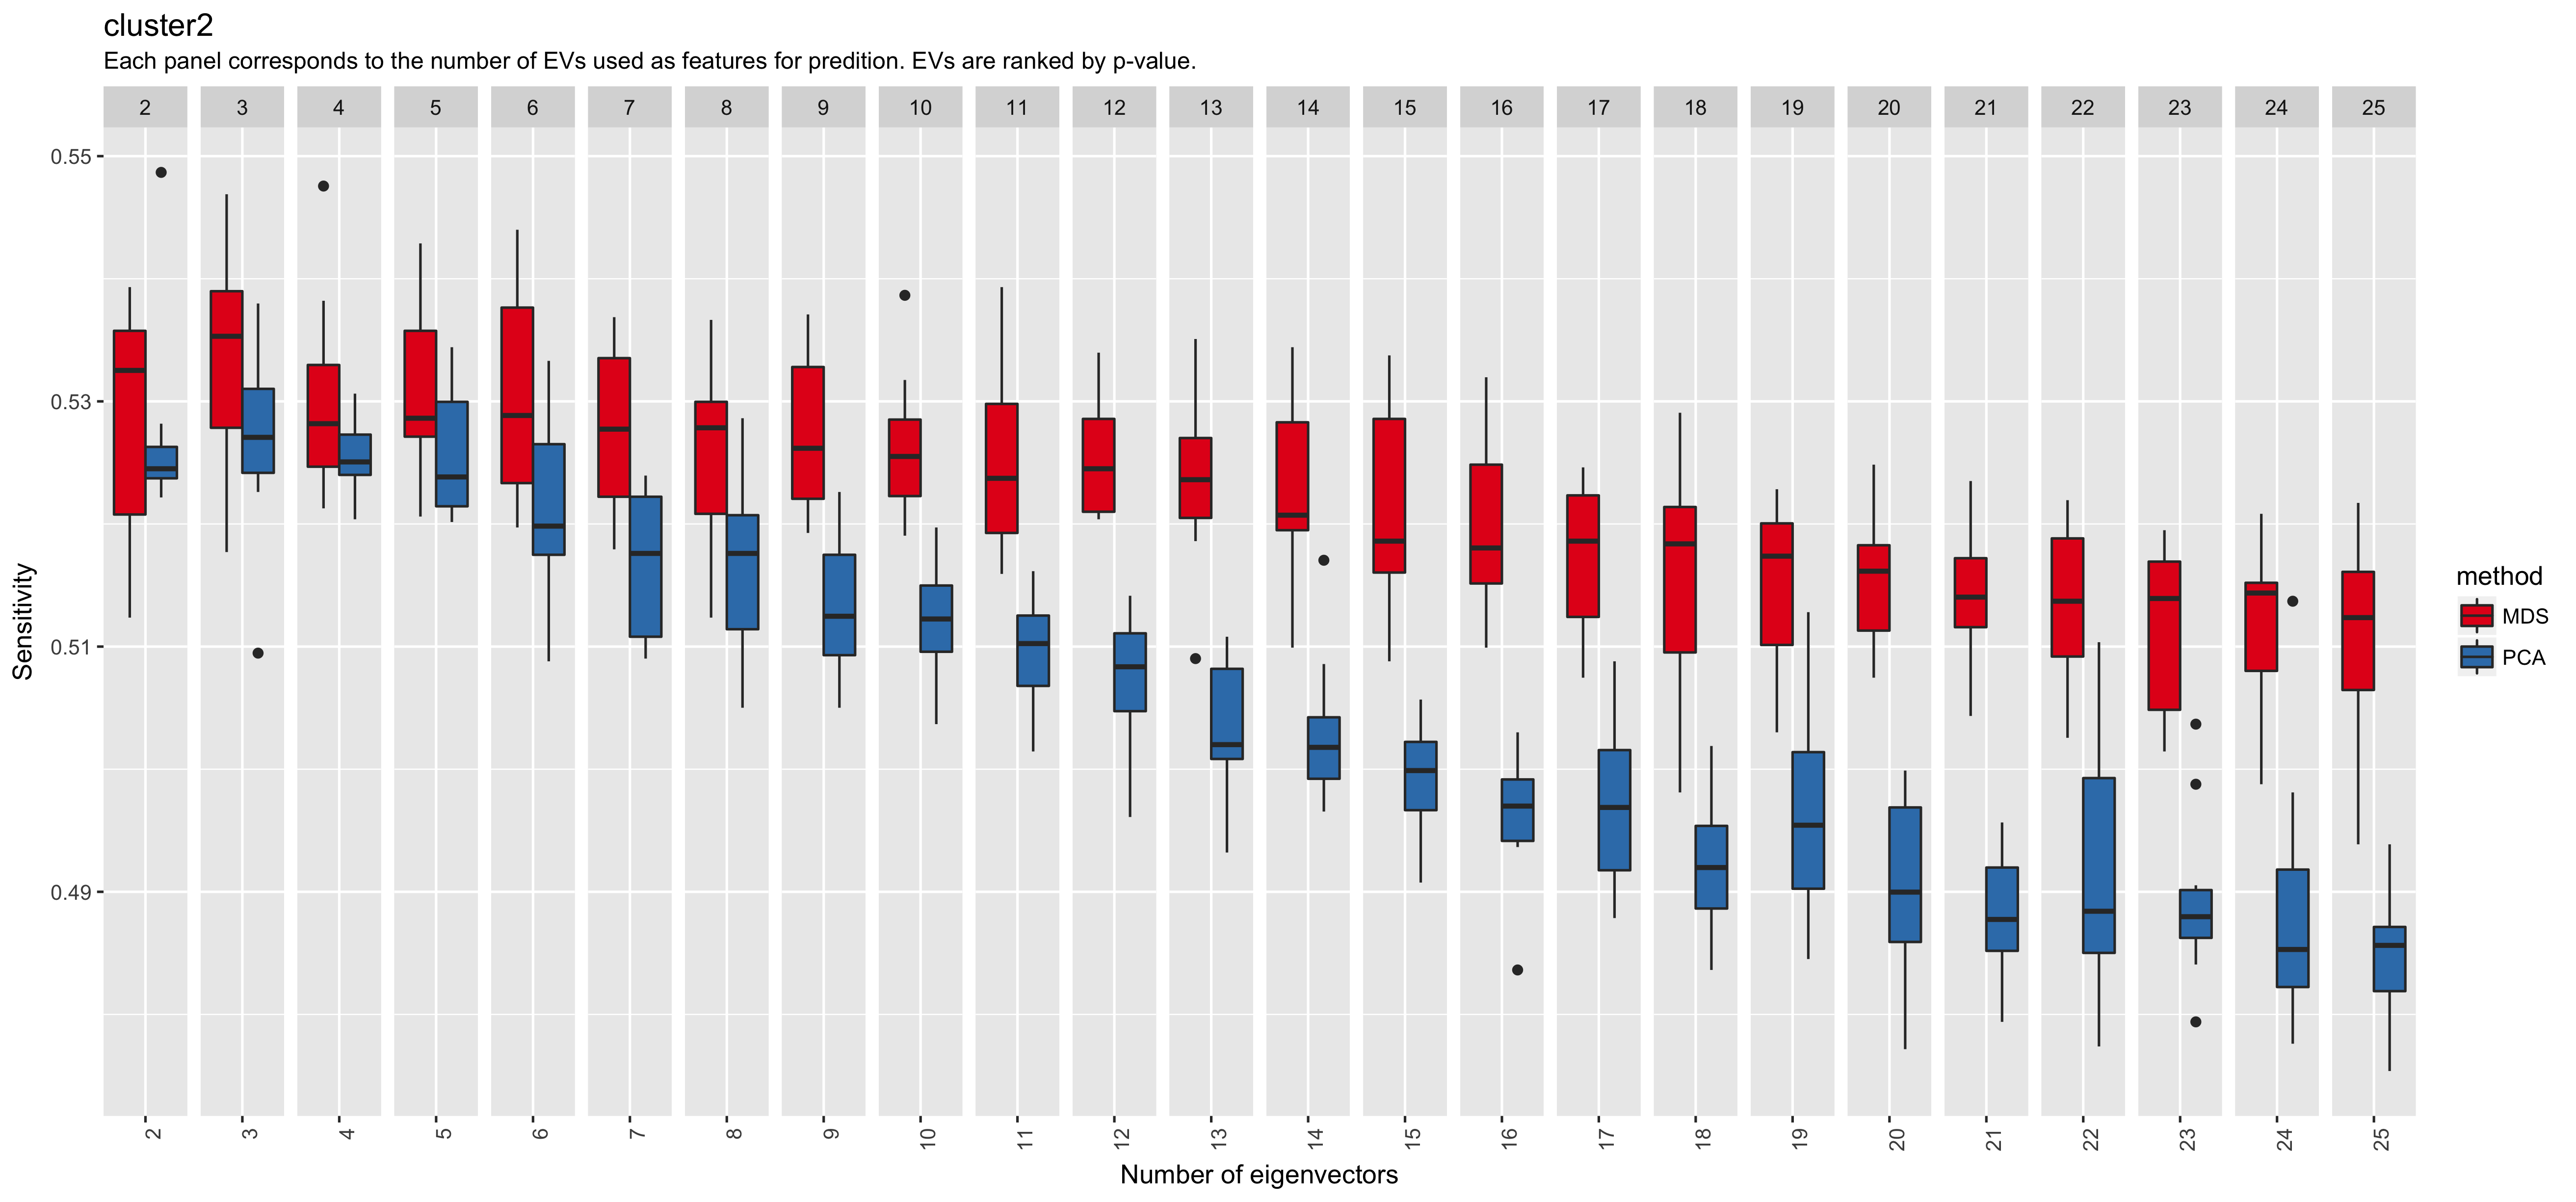 cluster2
Each panel corresponds to the number of EVs used as features for predition. EVs are ranked by p-value.
2 3 4 5 6 7 8 9 10 11 12 13 14 15 16 17 18 19 20 21 22 23 24 25
0.55
0.53
0.51
0.49
Sensitivity
method
MDS
PCA
2 3 4 5 6 7 8 9 10 11 12 13 14 15 16 17 18 19 20 21 22 23 24 25
Number of eigenvectors